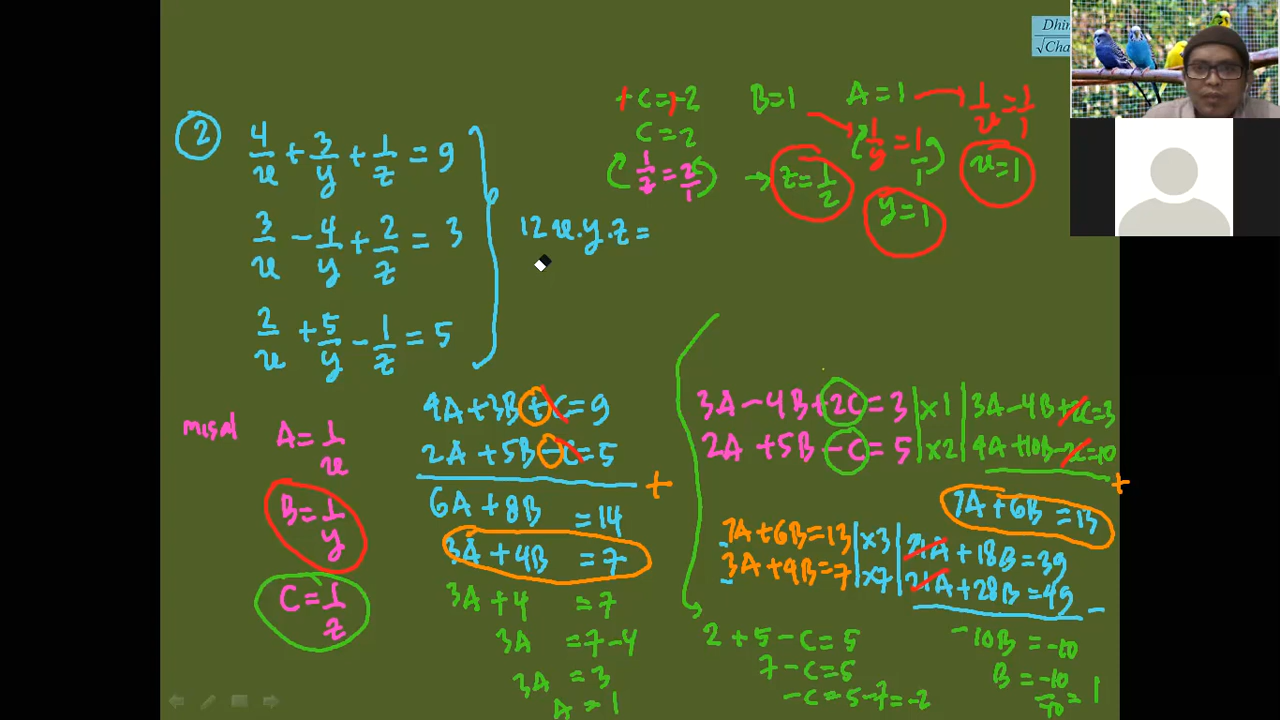 Dhin
√Cha
2
4/x + 3/y + 1/z = 9
3/x - 4/y + 2/z = 3
2/x + 5/y - 1/z = 5
12 x.y.z =
-C = -2
C = 2
1/z = 2/1
→ z = 1/2
B = 1
1/y = 1/1
y = 1
A = 1
1/x = 1/1
x = 1
misal
A = 1/x
B = 1/y
C = 1/z
4A + 3B + C = 9
2A + 5B - C = 5
+
6A + 8B = 14
3A + 4B = 7
3A + 4 = 7
3A = 7 - 4
3A = 3
A = 1
3A - 4B + 2C = 3 |x1| 3A - 4B + 2C = 3
2A + 5B - C = 5 |x2| 4A + 10B - 2C = 10
+
7A + 6B = 13
7A + 6B = 13 |x3| 21A + 18B = 39
3A + 4B = 7 |x7| 21A + 28B = 49
-
-10B = -10
B = -10/-10 = 1
2 + 5 - C = 5
7 - C = 5
-C = 5 - 7 = -2